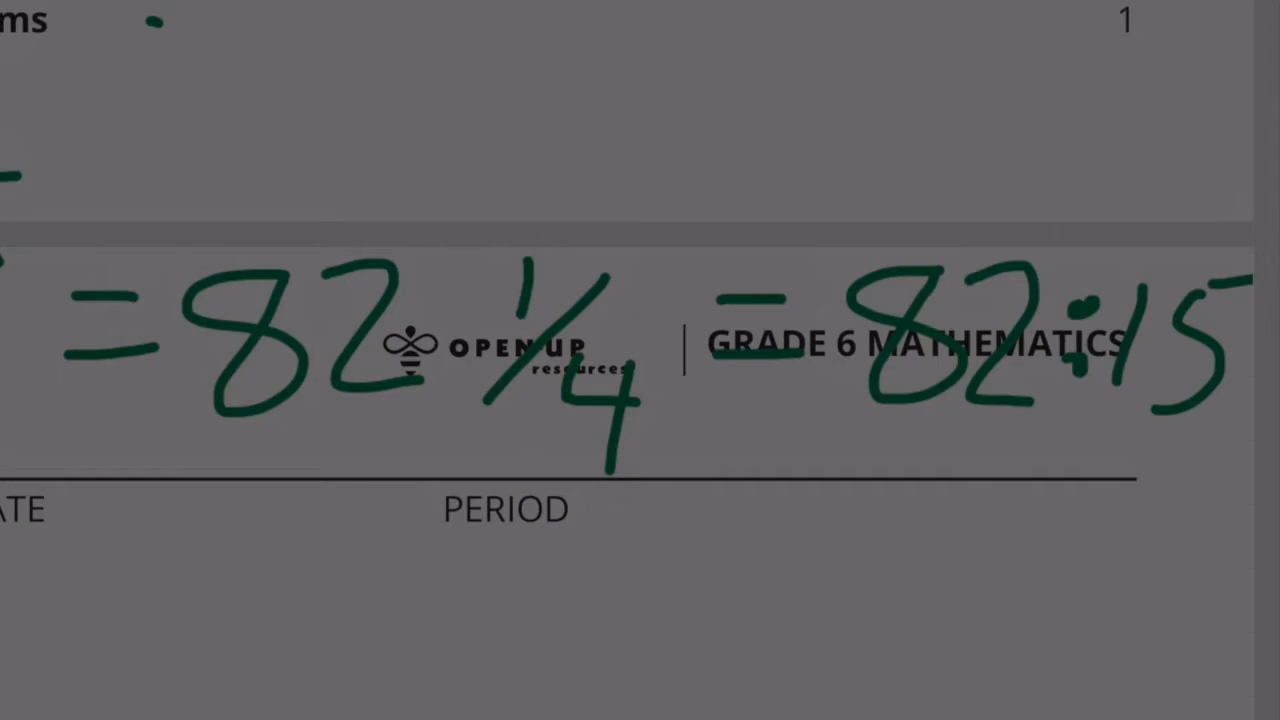 ms 1
= 82 1/4 = 82:15
OPEN UP resources GRADE 6 MATHEMATICS
ATE PERIOD